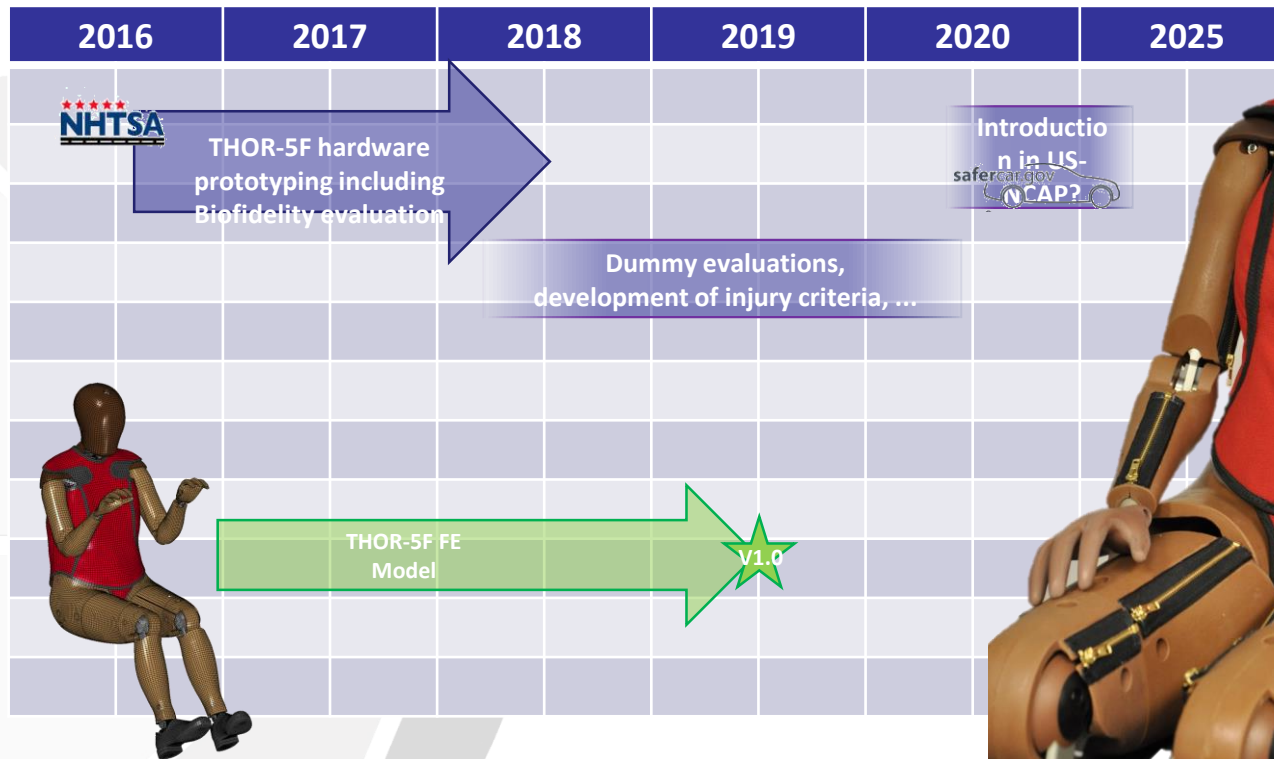 2016 2017 2018 2019 2020 2025
NHTSA
THOR-5F hardware
prototyping including
Biofidelity evaluation
Introductio
n in US-
NCAP?
safercar.gov
Dummy evaluations,
development of injury criteria, ...
THOR-5F FE
Model
V1.0